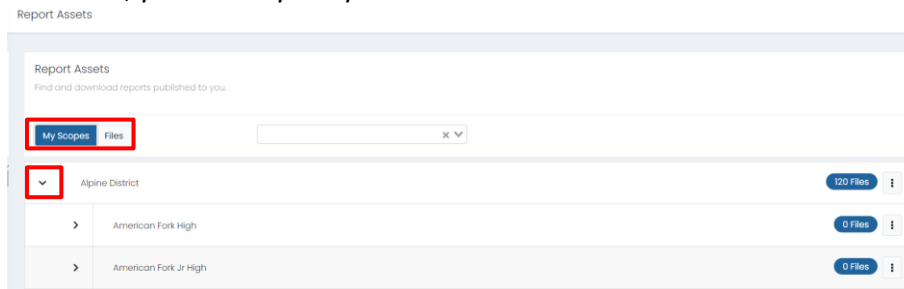 Report Assets
Report Assets
Find and download reports published to you.
My Scopes Files
Alpine District 120 Files
American Fork High 0 Files
American Fork Jr High 0 Files